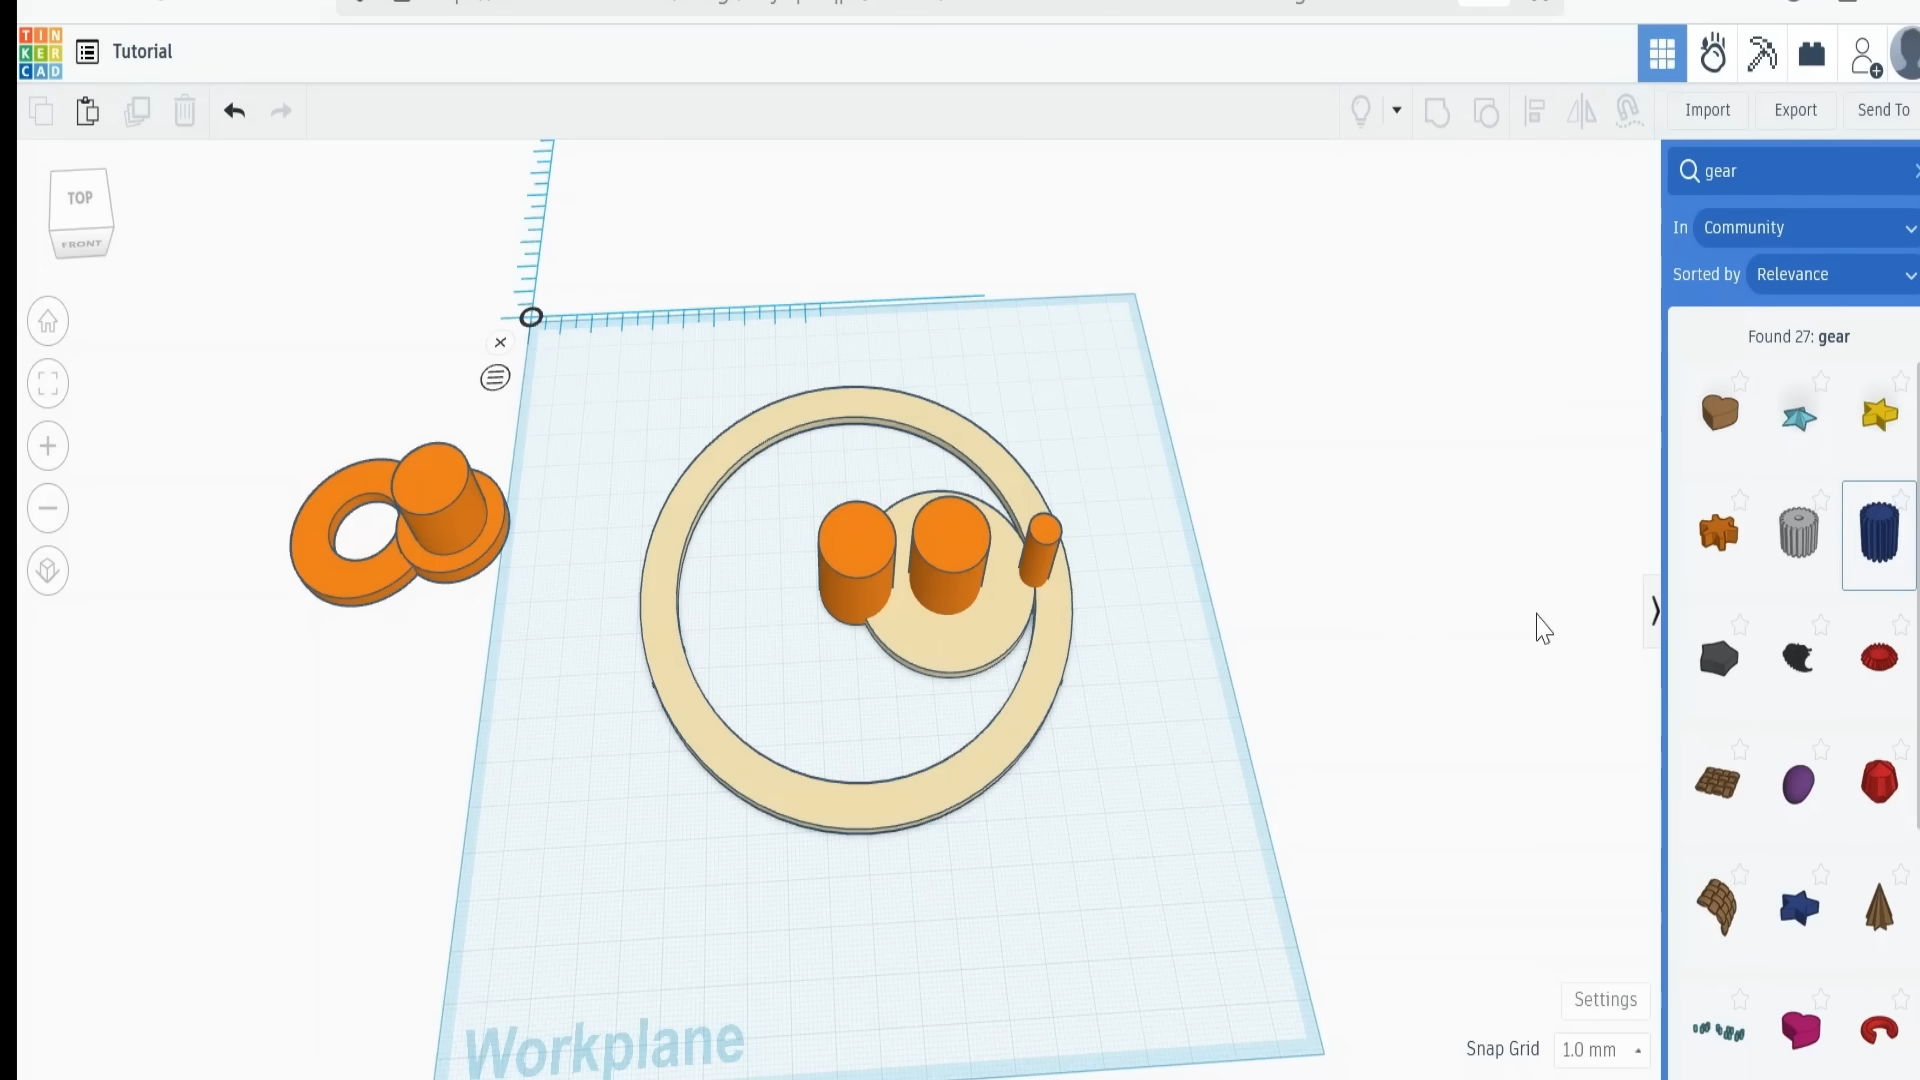 TIN
KER
CAD
Tutorial
Import
Export
Send To
TOP
FRONT
gear
In
Community
Sorted by
Relevance
Found 27: gear
Workplane
Settings
Snap Grid
1.0 mm